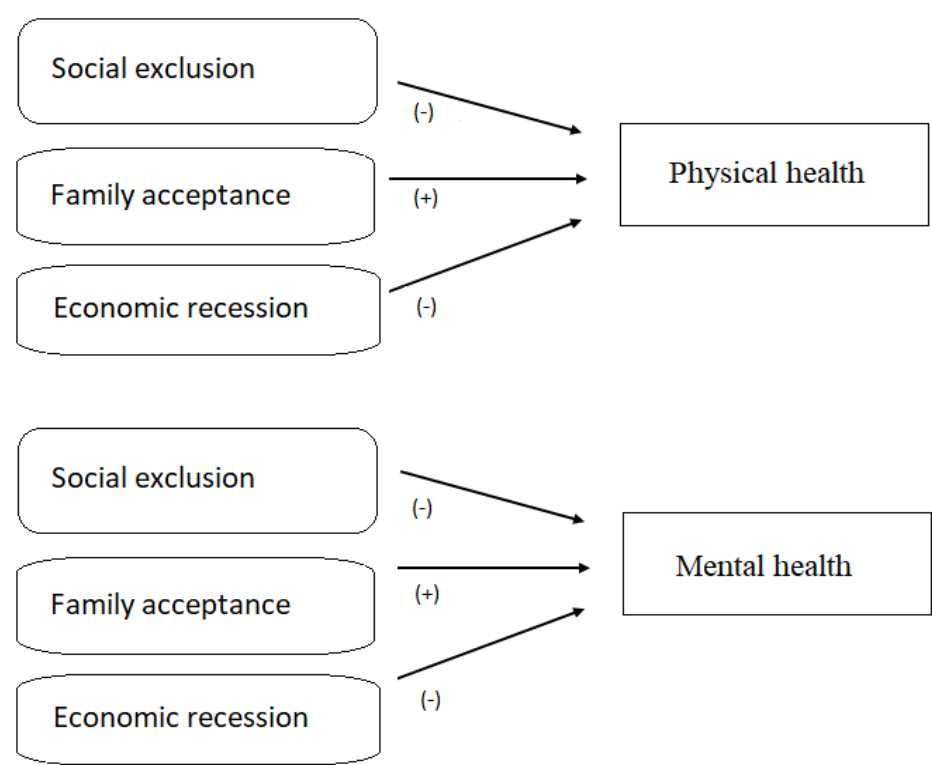 Social exclusion
(-)
Family acceptance
(+)
Physical health
Economic recession
(-)
Social exclusion
(-)
Family acceptance
(+)
Mental health
Economic recession
(-)